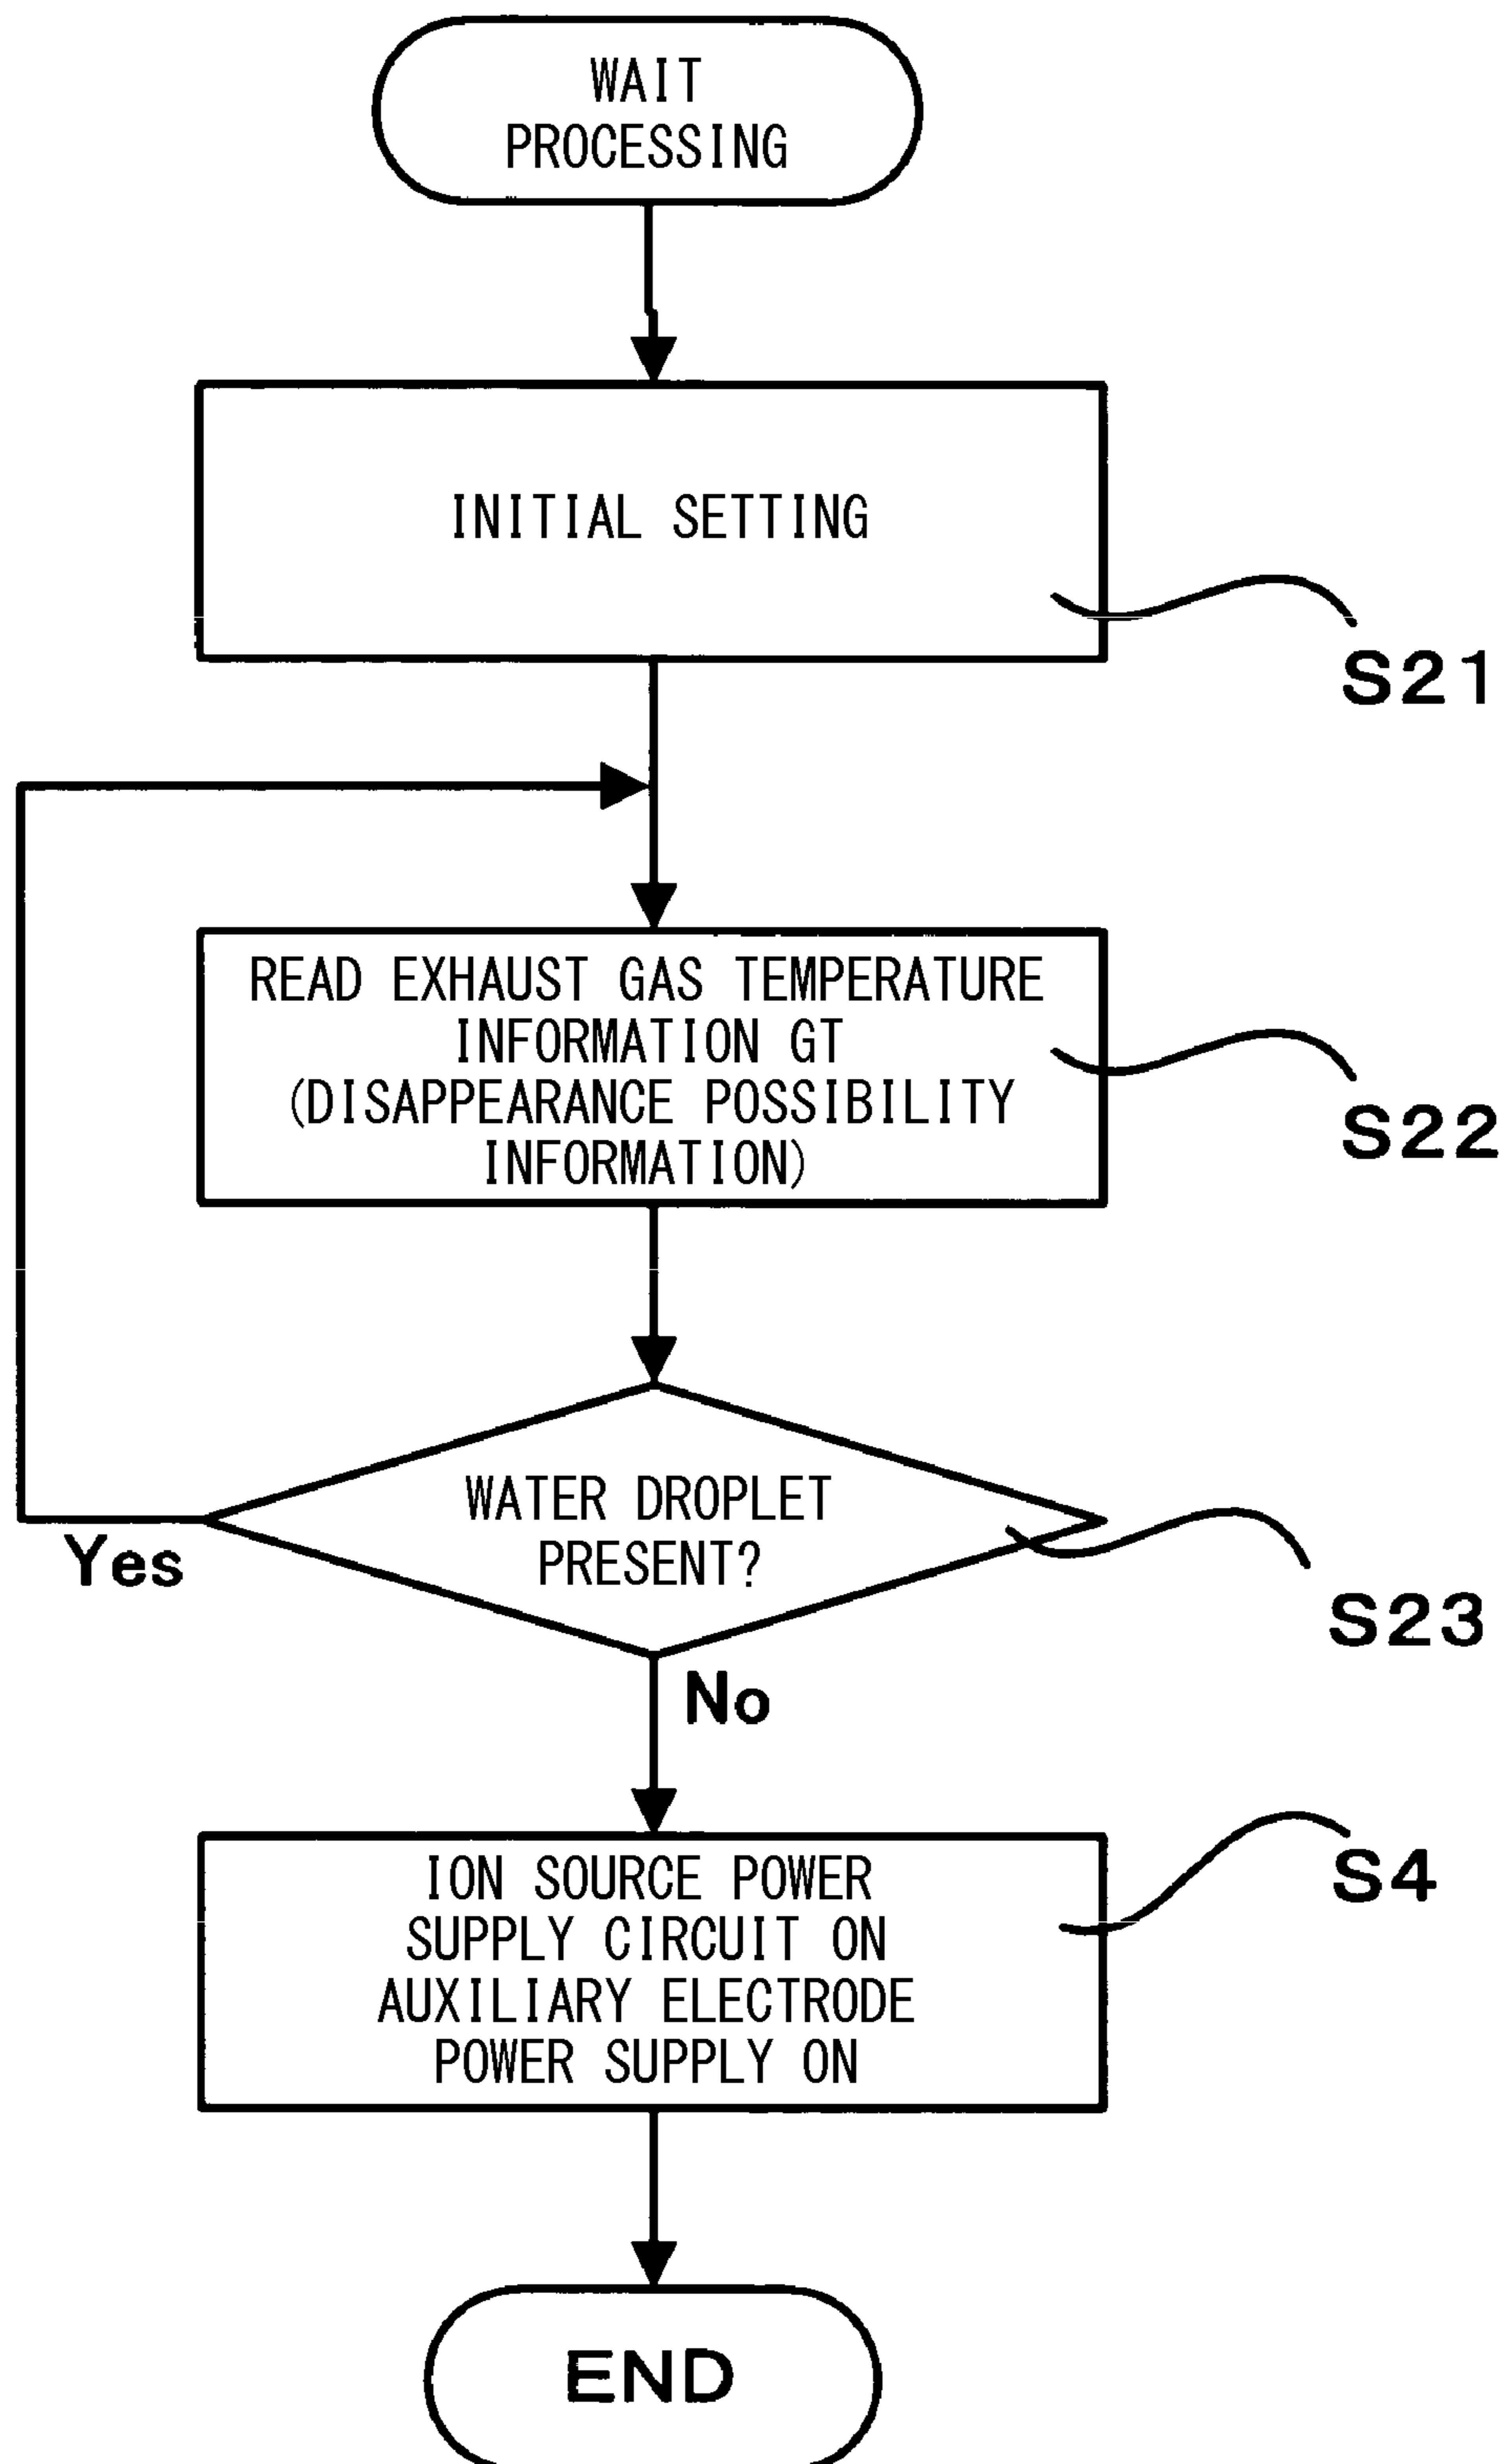 WAIT
PROCESSING
INITIAL SETTING
S21
READ EXHAUST GAS TEMPERATURE
INFORMATION GT
(DISAPPEARANCE POSSIBILITY
INFORMATION)
S22
WATER DROPLET
PRESENT?
Yes
S23
No
ION SOURCE POWER
SUPPLY CIRCUIT ON
AUXILIARY ELECTRODE
POWER SUPPLY ON
S4
END